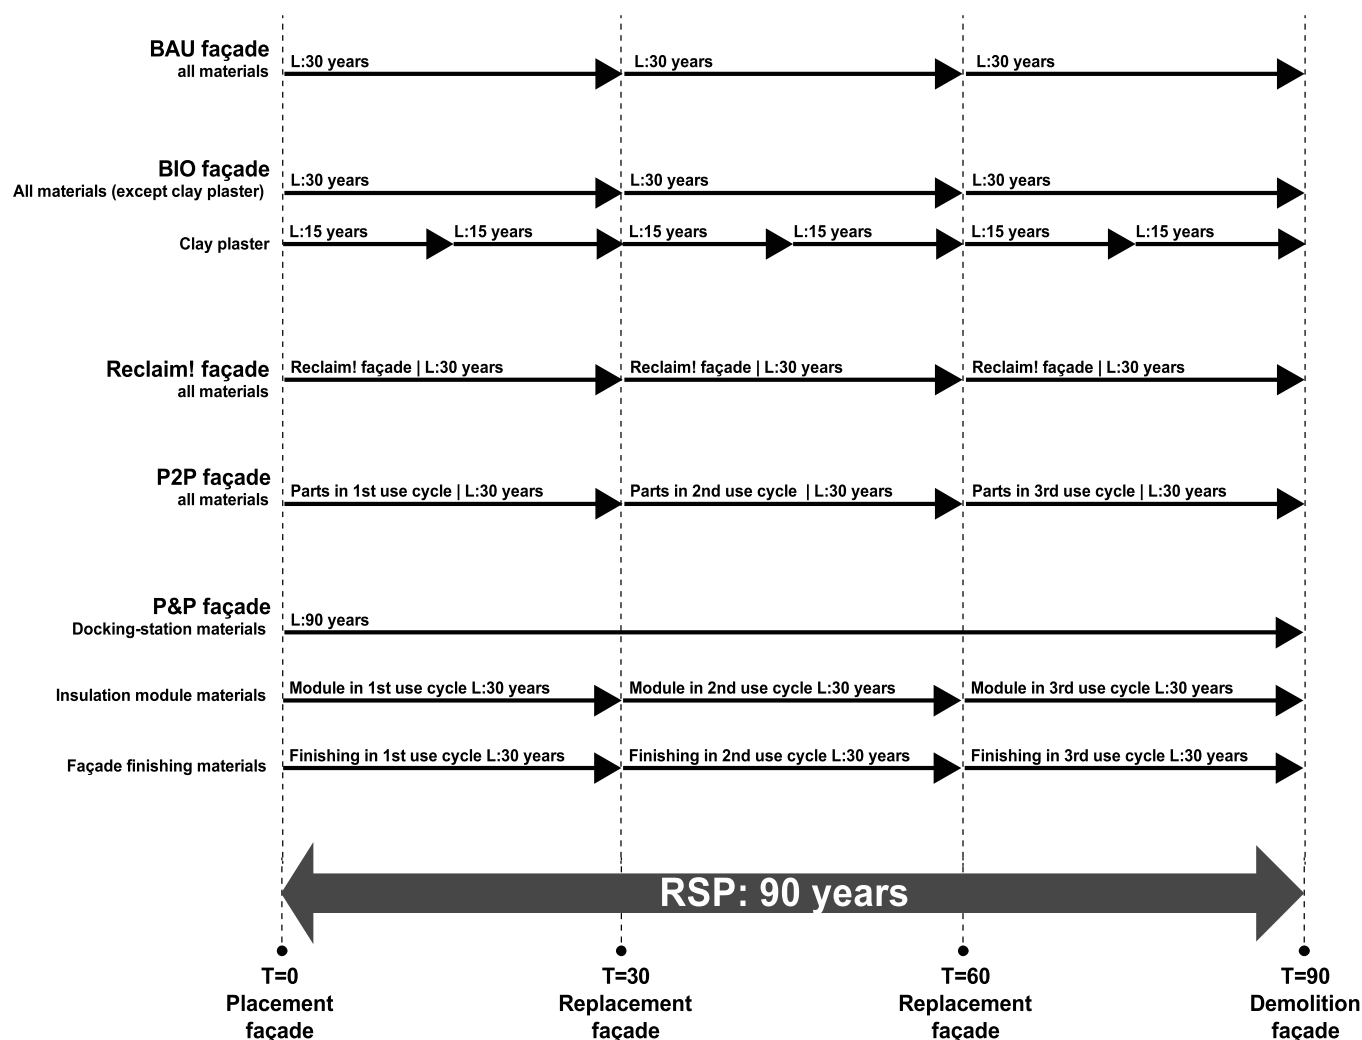 BAU façade
all materials
L:30 years
L:30 years
L:30 years
BIO façade
All materials (except clay plaster)
L:30 years
L:30 years
L:30 years
Clay plaster
L:15 years
L:15 years
L:15 years
L:15 years
L:15 years
L:15 years
Reclaim! façade
all materials
Reclaim! façade | L:30 years
Reclaim! façade | L:30 years
Reclaim! façade | L:30 years
P2P façade
all materials
Parts in 1st use cycle | L:30 years
Parts in 2nd use cycle | L:30 years
Parts in 3rd use cycle | L:30 years
P&P façade
Docking-station materials
L:90 years
Insulation module materials
Module in 1st use cycle L:30 years
Module in 2nd use cycle L:30 years
Module in 3rd use cycle L:30 years
Façade finishing materials
Finishing in 1st use cycle L:30 years
Finishing in 2nd use cycle L:30 years
Finishing in 3rd use cycle L:30 years
RSP: 90 years
T=0
Placement
façade
T=30
Replacement
façade
T=60
Replacement
façade
T=90
Demolition
façade